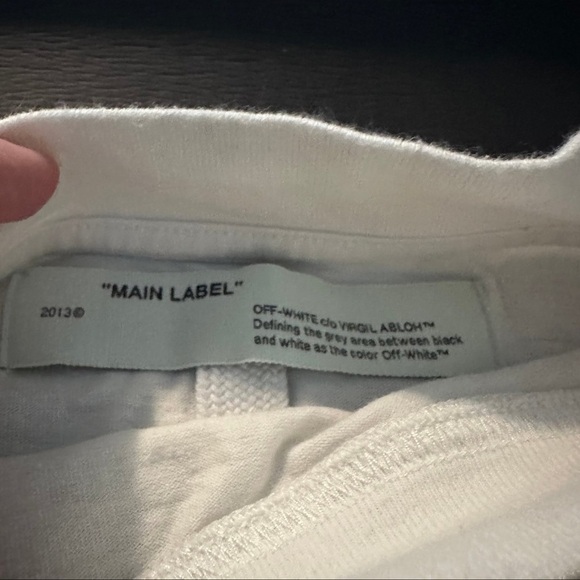 "MAIN LABEL"
2013©
OFF-WHITE c/o VIRGIL ABLOH™
Defining the grey area between black
and white as the color Off-White™